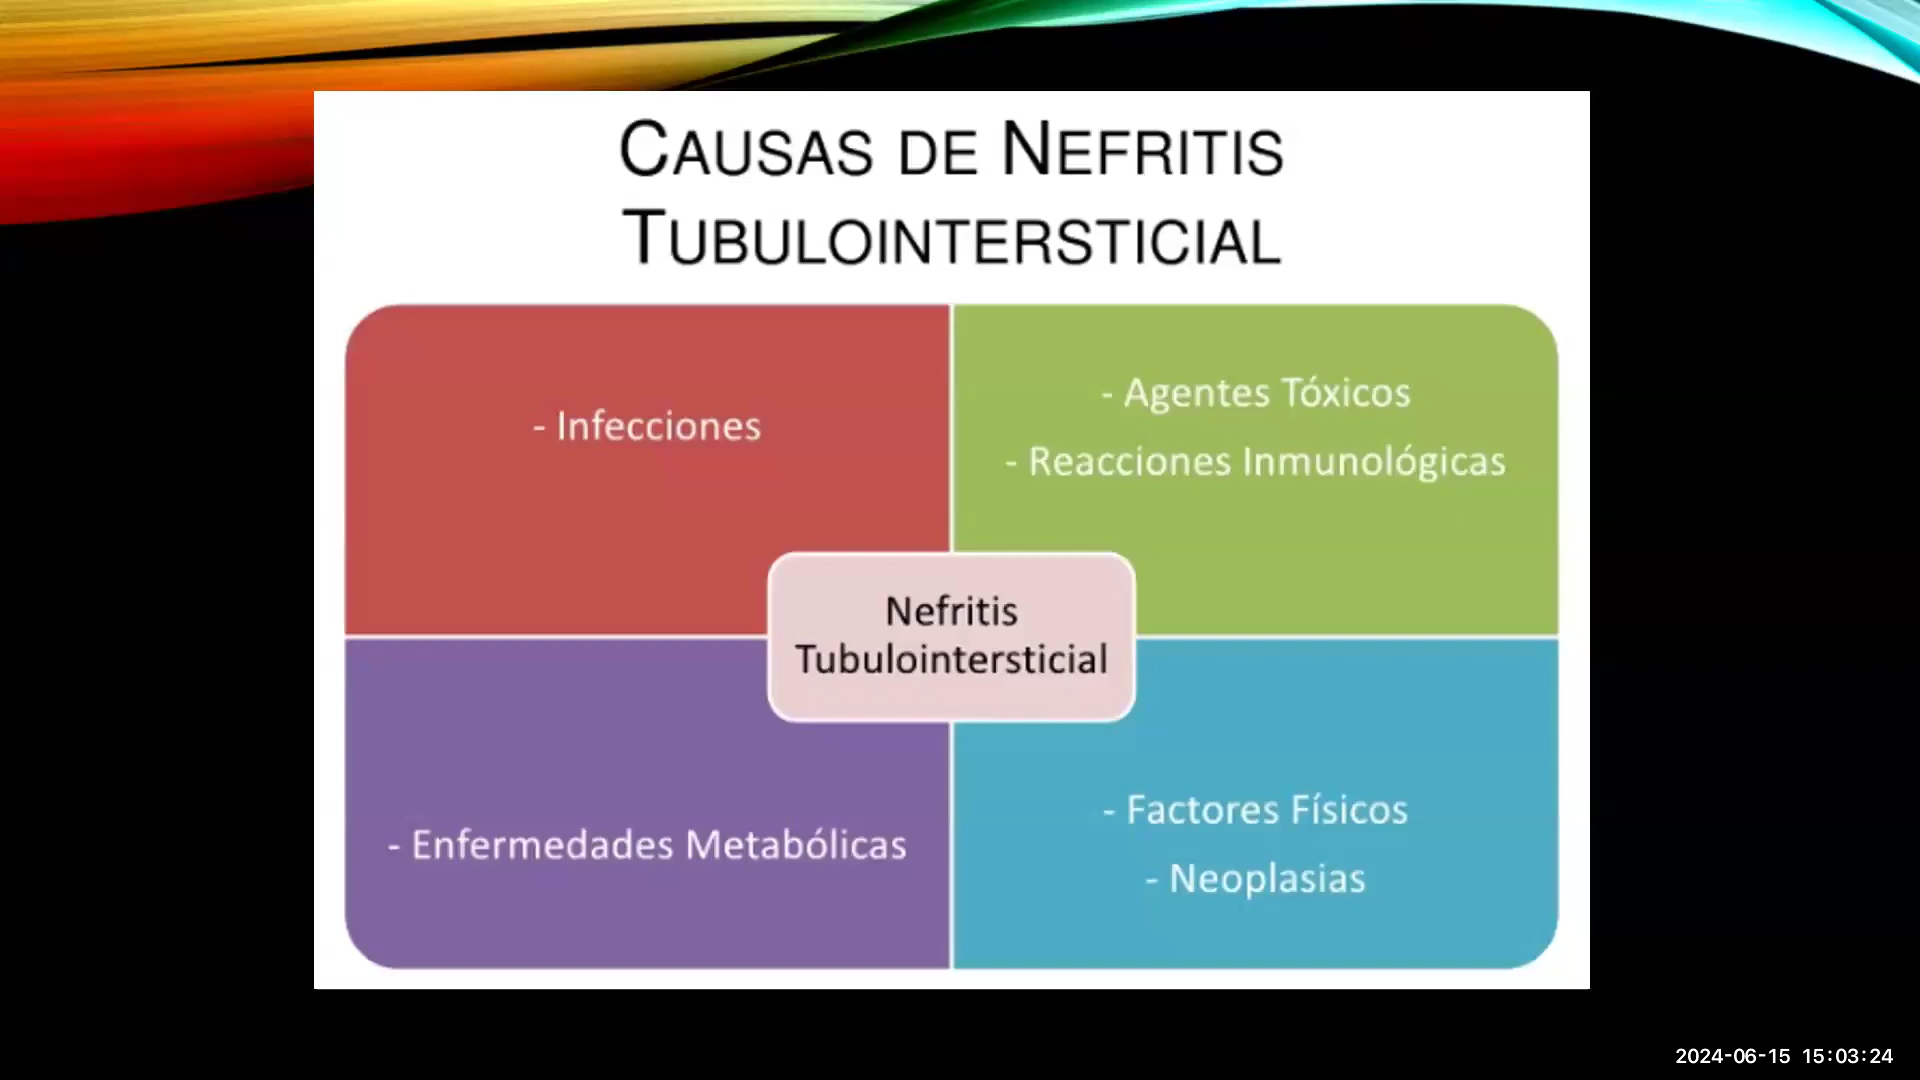 CAUSAS DE NEFRITIS
TUBULOINTERSTICIAL
- Infecciones
- Agentes Tóxicos
- Reacciones Inmunológicas
Nefritis
Tubulointersticial
- Enfermedades Metabólicas
- Factores Físicos
- Neoplasias
2024-06-15 15:03:24